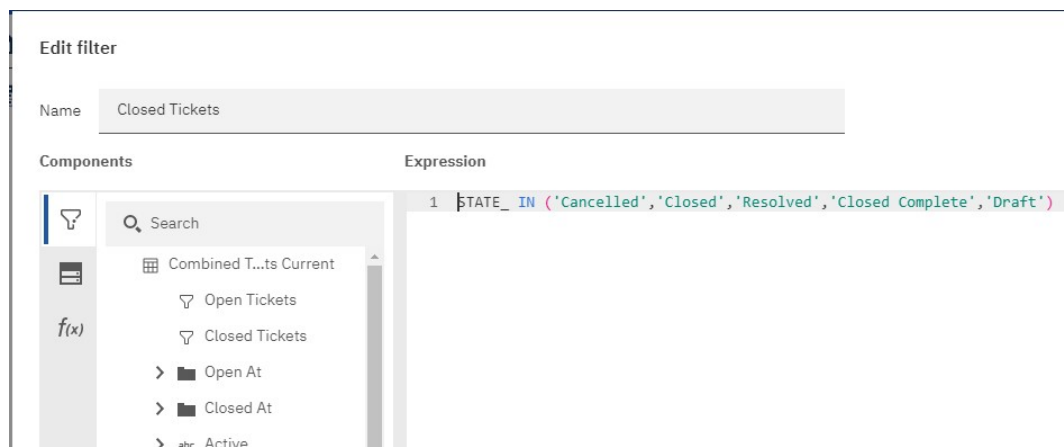 Edit filter
Name Closed Tickets
Components Expression
1 STATE_ IN ('Cancelled','Closed','Resolved','Closed Complete','Draft')
Search
Combined T...ts Current
Open Tickets
f(x) Closed Tickets
Open At
Closed At
abc Active